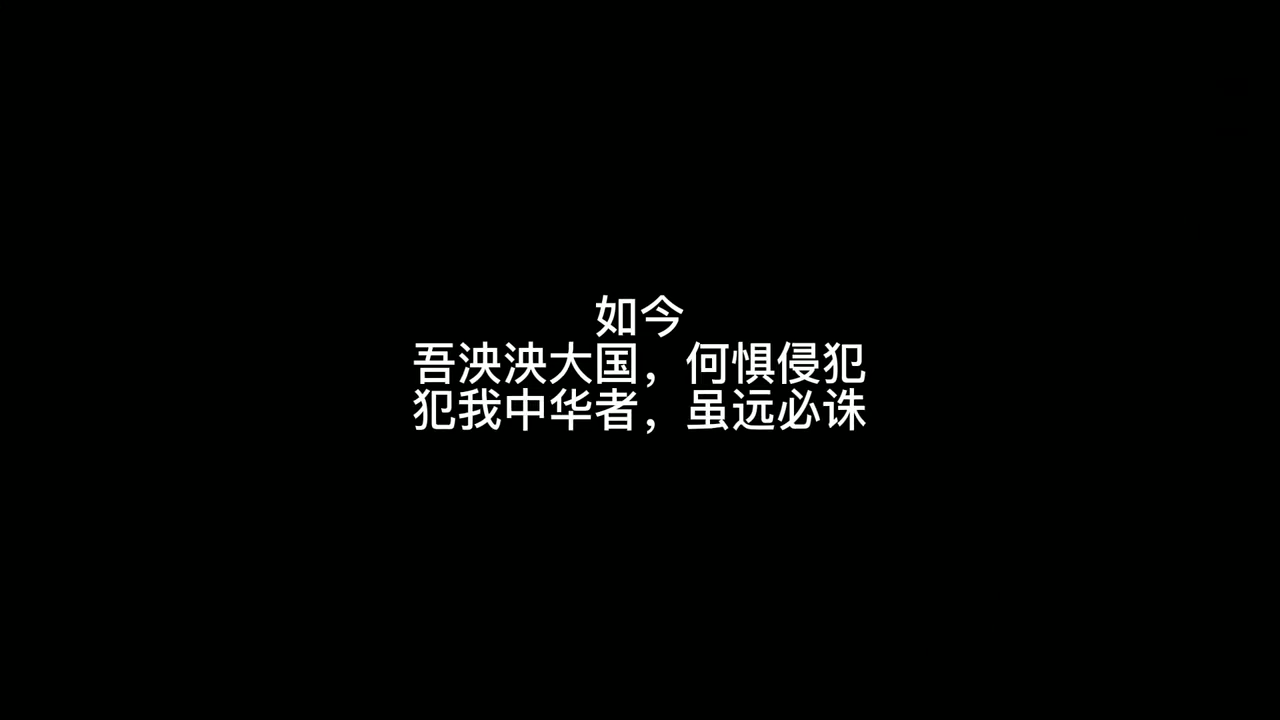 如今
吾泱泱大国，何惧侵犯
犯我中华者，虽远必诛